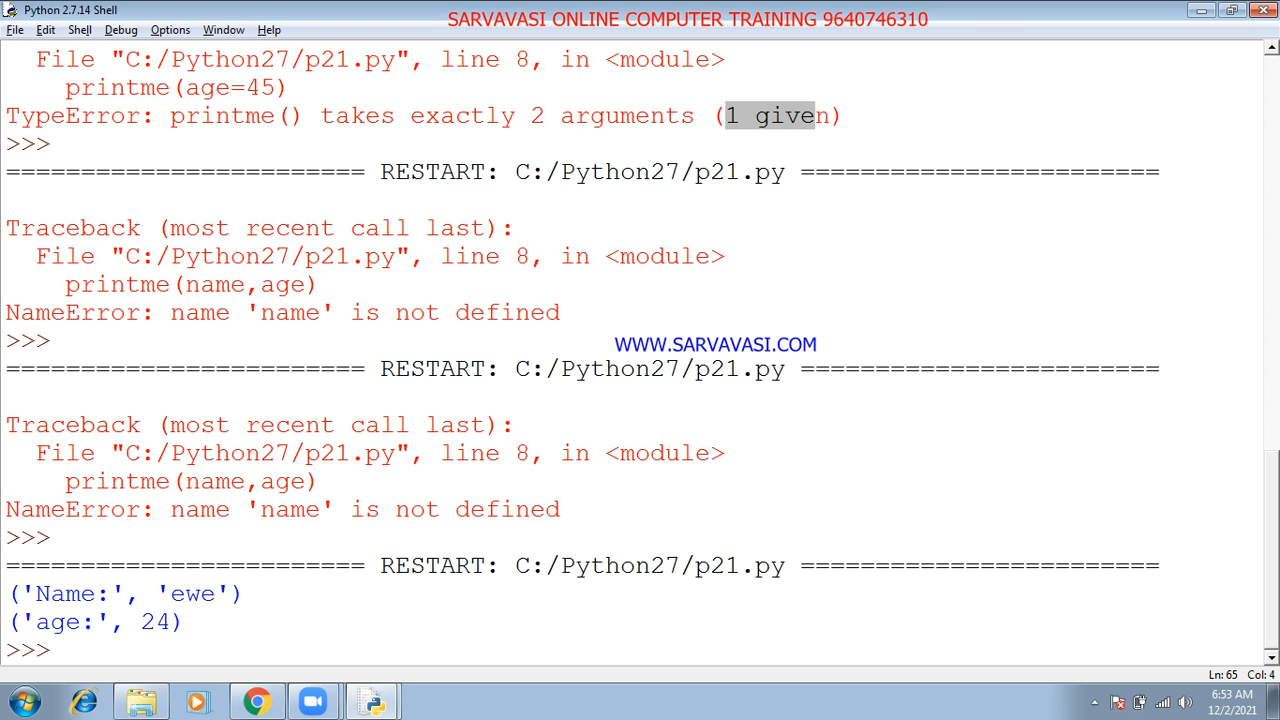 Python 2.7.14 Shell
SARVAVASI ONLINE COMPUTER TRAINING 9640746310
File Edit Shell Debug Options Window Help
File "C:/Python27/p21.py", line 8, in <module>
printme(age=45)
TypeError: printme() takes exactly 2 arguments (1 given)
>>>
======================== RESTART: C:/Python27/p21.py ========================
Traceback (most recent call last):
File "C:/Python27/p21.py", line 8, in <module>
printme(name,age)
NameError: name 'name' is not defined
>>>
WWW.SARVAVASI.COM
======================== RESTART: C:/Python27/p21.py ========================
Traceback (most recent call last):
File "C:/Python27/p21.py", line 8, in <module>
printme(name,age)
NameError: name 'name' is not defined
>>>
======================== RESTART: C:/Python27/p21.py ========================
('Name:', 'ewe')
('age:', 24)
>>>
Ln: 65 Col: 4
6:53 AM
12/2/2021